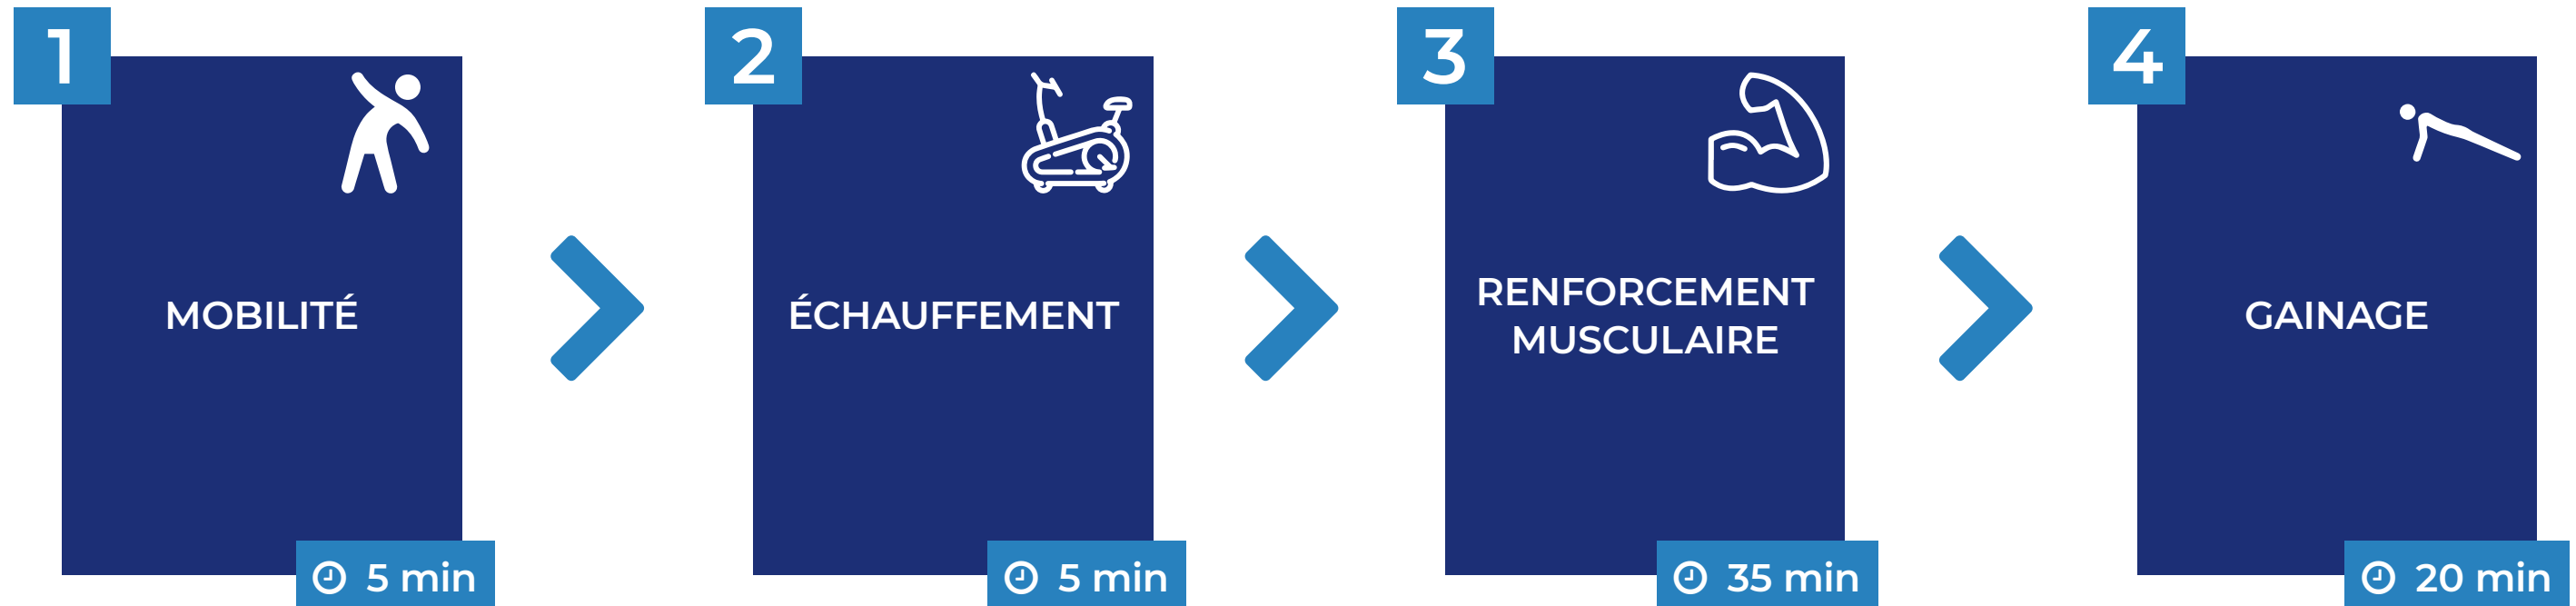 1
MOBILITÉ
5 min
2
ÉCHAUFFEMENT
5 min
3
RENFORCEMENT
MUSCULAIRE
35 min
4
GAINAGE
20 min